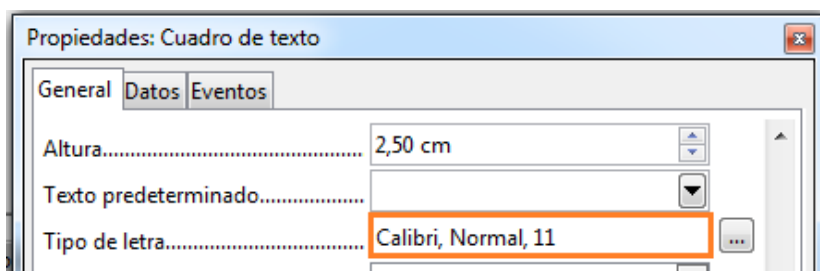 Propiedades: Cuadro de texto
General Datos Eventos
Altura............................................. 2,50 cm
Texto predeterminado................... 
Tipo de letra.................................... Calibri, Normal, 11 ...